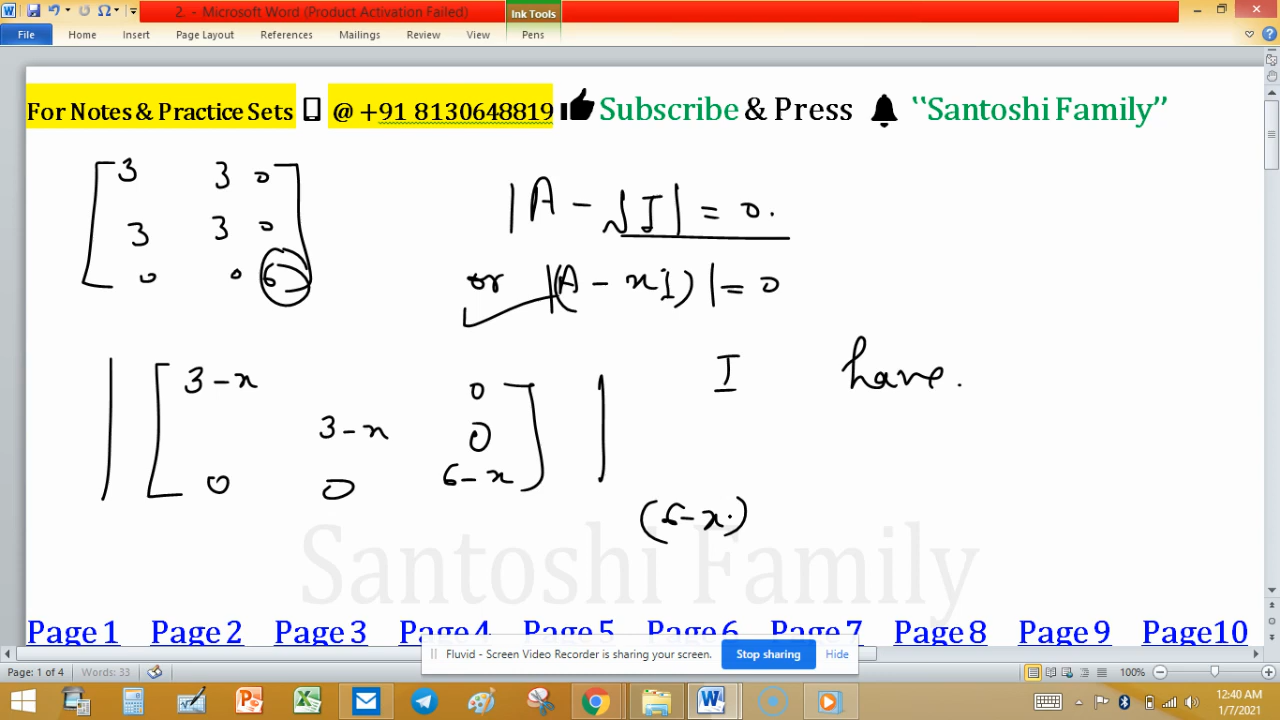 2. - Microsoft Word (Product Activation Failed)
Ink Tools
File Home Insert Page Layout References Mailings Review View Pens
For Notes & Practice Sets @ +91 8130648819 Subscribe & Press "Santoshi Family"
3 3 0
3 3 0
0 0 6
|A - λI| = 0.
or |(A - xI)| = 0
I have.
3-x 0
3-x 0
0 0 6-x
(6-x)
Santoshi Family
Page 1 Page 2 Page 3 Page 4 Page 5 Page 6 Page 7 Page 8 Page 9 Page10
Fluvid - Screen Video Recorder is sharing your screen. Stop sharing Hide
Page: 1 of 4 Words: 33 100%
12:40 AM
1/7/2021